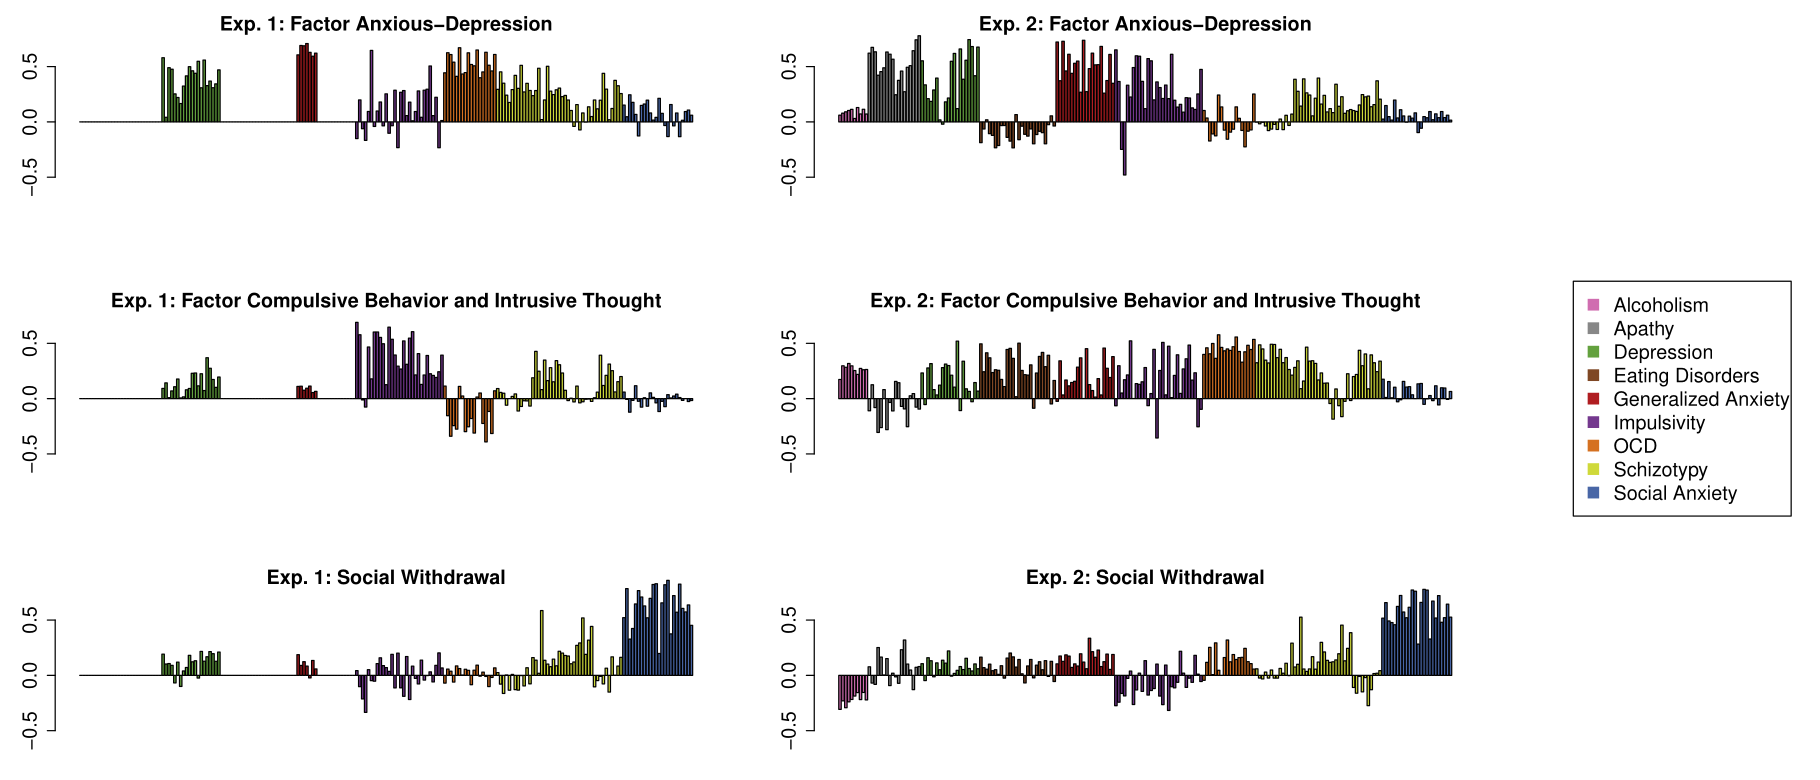 Exp. 1: Factor Anxious−Depression
Exp. 2: Factor Anxious−Depression
0.5
0.0
−0.5
0.5
0.0
−0.5
Exp. 1: Factor Compulsive Behavior and Intrusive Thought
Exp. 2: Factor Compulsive Behavior and Intrusive Thought
0.5
0.0
−0.5
0.5
0.0
−0.5
Alcoholism
Apathy
Depression
Eating Disorders
Generalized Anxiety
Impulsivity
OCD
Schizotypy
Social Anxiety
Exp. 1: Social Withdrawal
Exp. 2: Social Withdrawal
0.5
0.0
−0.5
0.5
0.0
−0.5